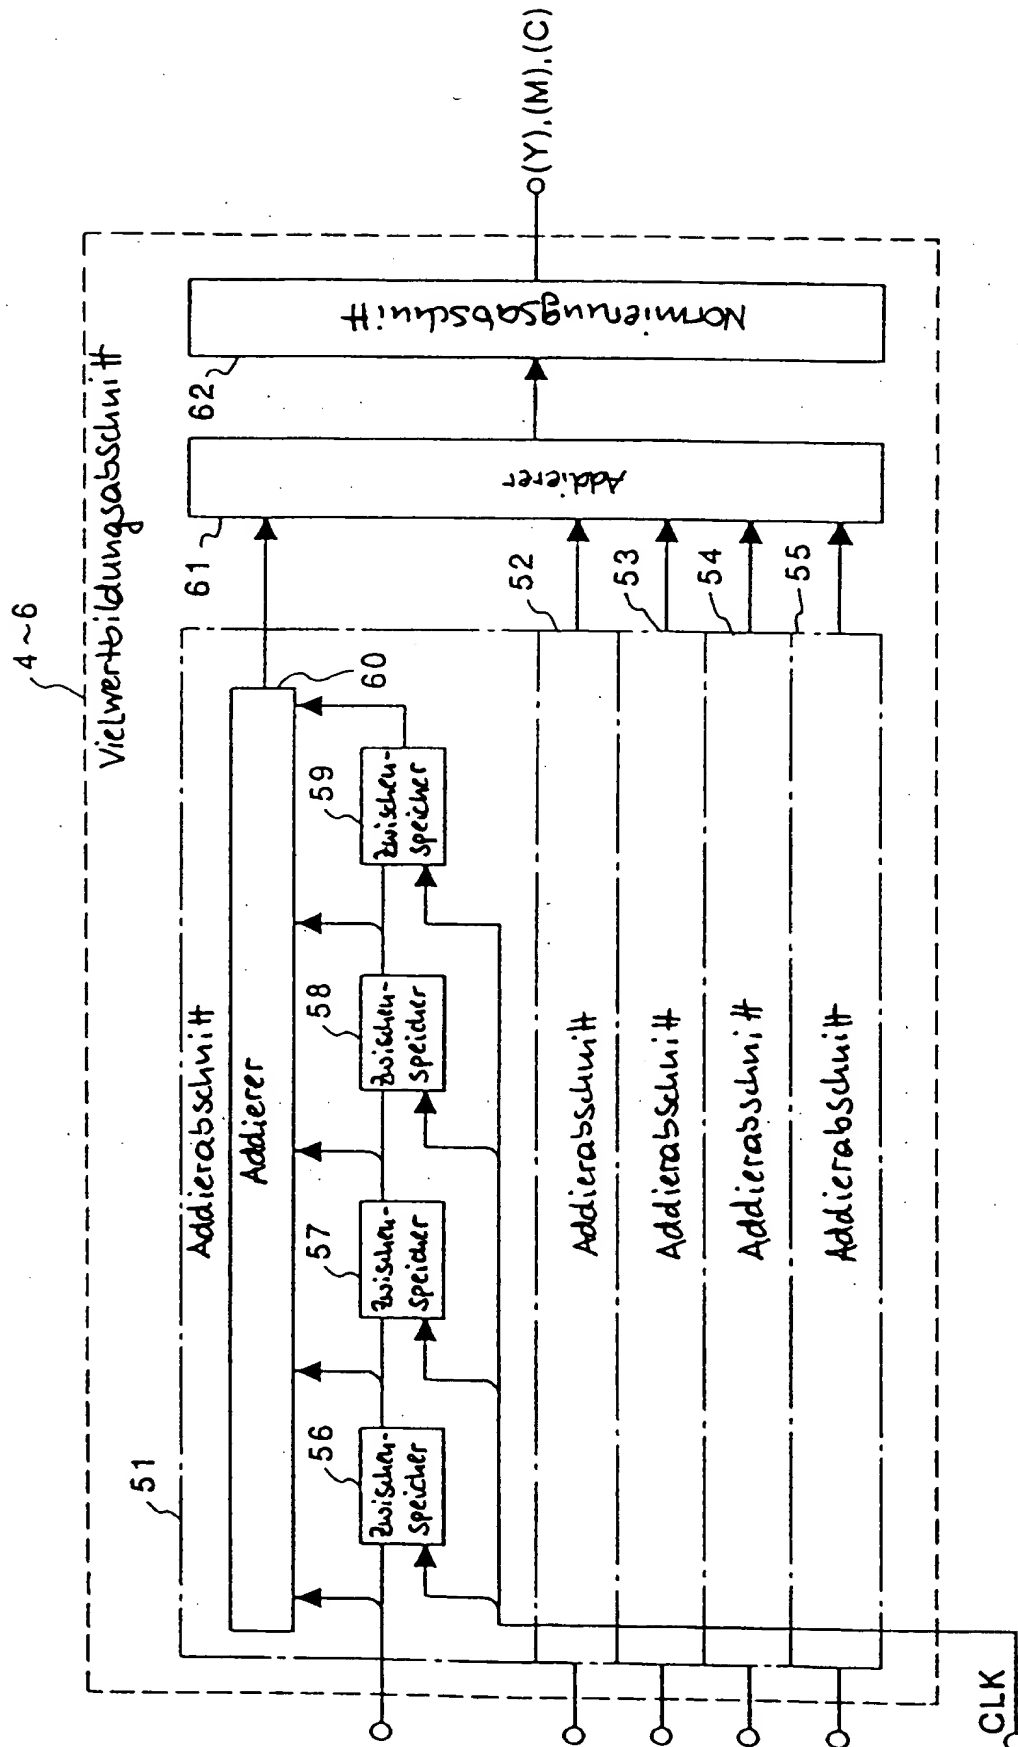 4~6
Vielwertbildungsabschnitt
51
Addierabschnitt
Addierer
60
56
Zwischen-
speicher
57
Zwischen-
speicher
58
Zwischen-
speicher
59
Zwischen-
speicher
61
Addierer
62
Normierungsabschnitt
(Y),(M),(C)
52
Addierabschnitt
53
Addierabschnitt
54
Addierabschnitt
55
Addierabschnitt
CLK